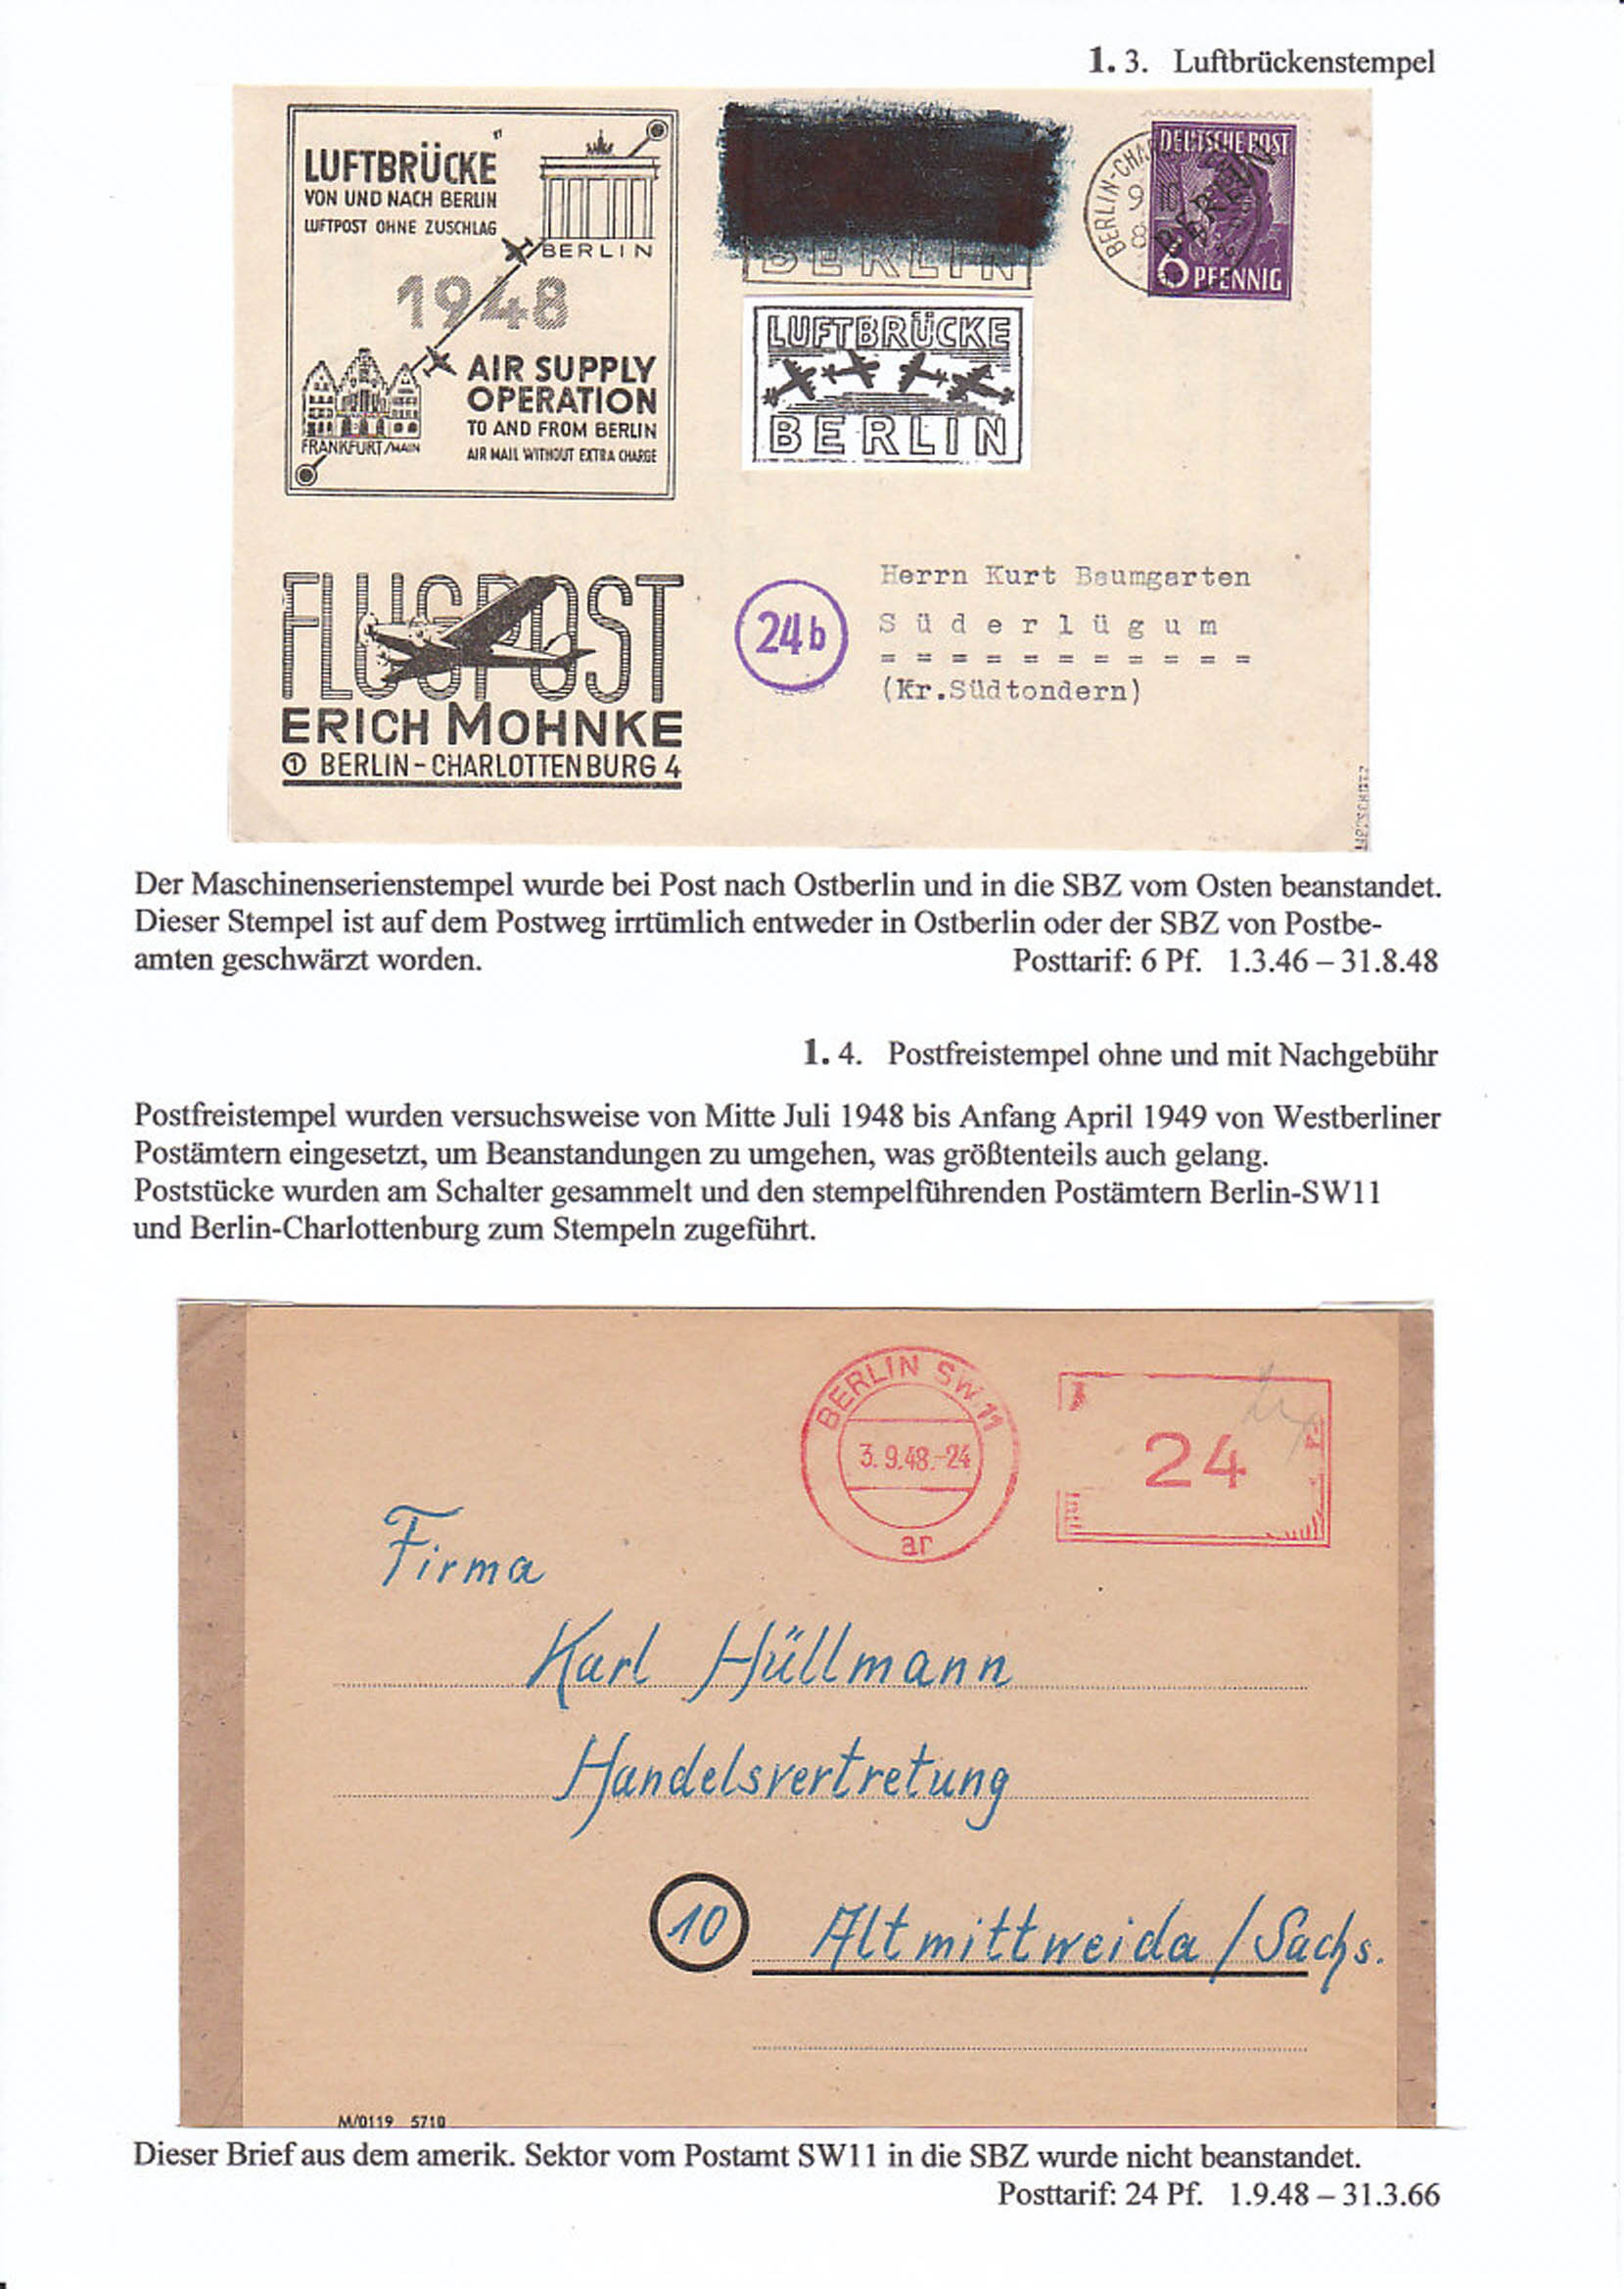 1. 3. Luftbrückenstempel
LUFTBRÜCKE
VON UND NACH BERLIN
LUFTPOST OHNE ZUSCHLAG
BERLIN
1948
AIR SUPPLY
OPERATION
TO AND FROM BERLIN
AIR MAIL WITHOUT EXTRA CHARGE
FRANKFURT/MAIN
BERLIN
LUFTBRÜCKE
BERLIN
DEUTSCHE POST
BERLIN
6 PFENNIG
FLUGPOST
ERICH MOHNKE
① BERLIN-CHARLOTTENBURG 4
24b
Herrn Kurt Baumgarten
Süderlügum
===========
(Kr.Südtondern)
Der Maschinenserienstempel wurde bei Post nach Ostberlin und in die SBZ vom Osten beanstandet.
Dieser Stempel ist auf dem Postweg irrtümlich entweder in Ostberlin oder der SBZ von Postbe-
amten geschwärzt worden. Posttarif: 6 Pf. 1.3.46 – 31.8.48
1. 4. Postfreistempel ohne und mit Nachgebühr
Postfreistempel wurden versuchsweise von Mitte Juli 1948 bis Anfang April 1949 von Westberliner
Postämtern eingesetzt, um Beanstandungen zu umgehen, was größtenteils auch gelang.
Poststücke wurden am Schalter gesammelt und den stempelführenden Postämtern Berlin-SW11
und Berlin-Charlottenburg zum Stempeln zugeführt.
BERLIN SW 11
3.9.48.-24
ar
24
Firma
Karl Hüllmann
Handelsvertretung
10 Altmittweida/Sachs.
M/0119 5710
Dieser Brief aus dem amerik. Sektor vom Postamt SW11 in die SBZ wurde nicht beanstandet.
Posttarif: 24 Pf. 1.9.48 – 31.3.66